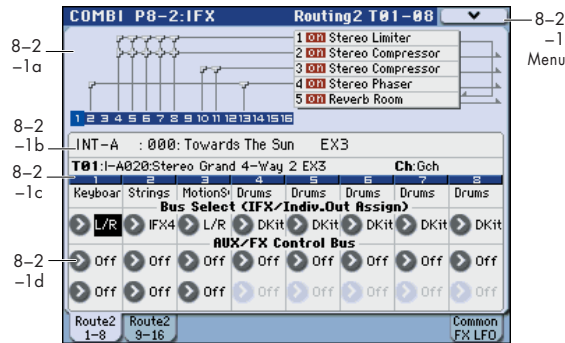 COMBI P8-2:IFX Routing2 T01-08
8-2
-1
Menu
8-2
-1a
1 On Stereo Limiter
2 On Stereo Compressor
3 On Stereo Compressor
4 On Stereo Phaser
5 On Reverb Room
1 2 3 4 5 6 7 8 9 10 11 12 13 14 15 16
8-2
-1b
INT-A :000: Towards The Sun EX3
8-2
-1c
T01:I-A020:Stereo Grand 4-Way 2 EX3 Ch:Gch
1 2 3 4 5 6 7 8
Keyboar Strings MotionS Drums Drums Drums Drums Drums
Bus Select (IFX/Indiv.Out Assign)
L/R IFX4 L/R DKit DKit DKit DKit DKit
AUX/FX Control Bus
8-2
-1d
Off Off Off Off Off Off Off Off
Off Off Off Off Off Off Off Off
Route2 1-8
Route2 9-16
Common FX LFO